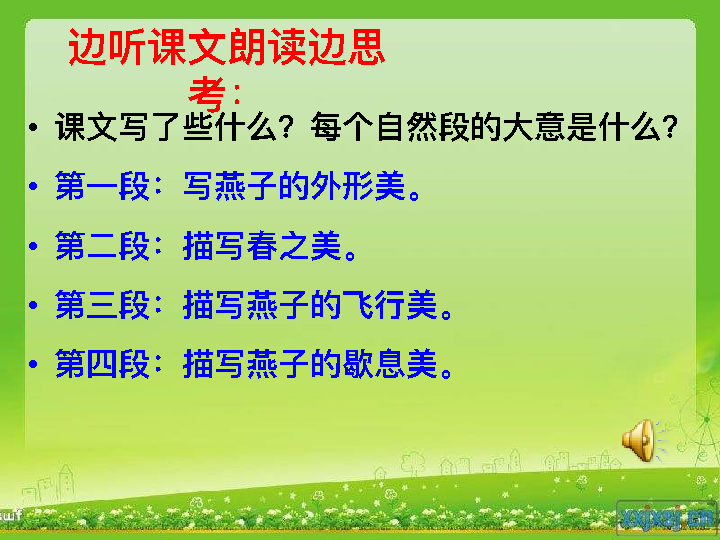 边听课文朗读边思
考：
• 课文写了些什么？每个自然段的大意是什么？
• 第一段：写燕子的外形美。
• 第二段：描写春之美。
• 第三段：描写燕子的飞行美。
• 第四段：描写燕子的歇息美。
swf
xxjxsj.cn